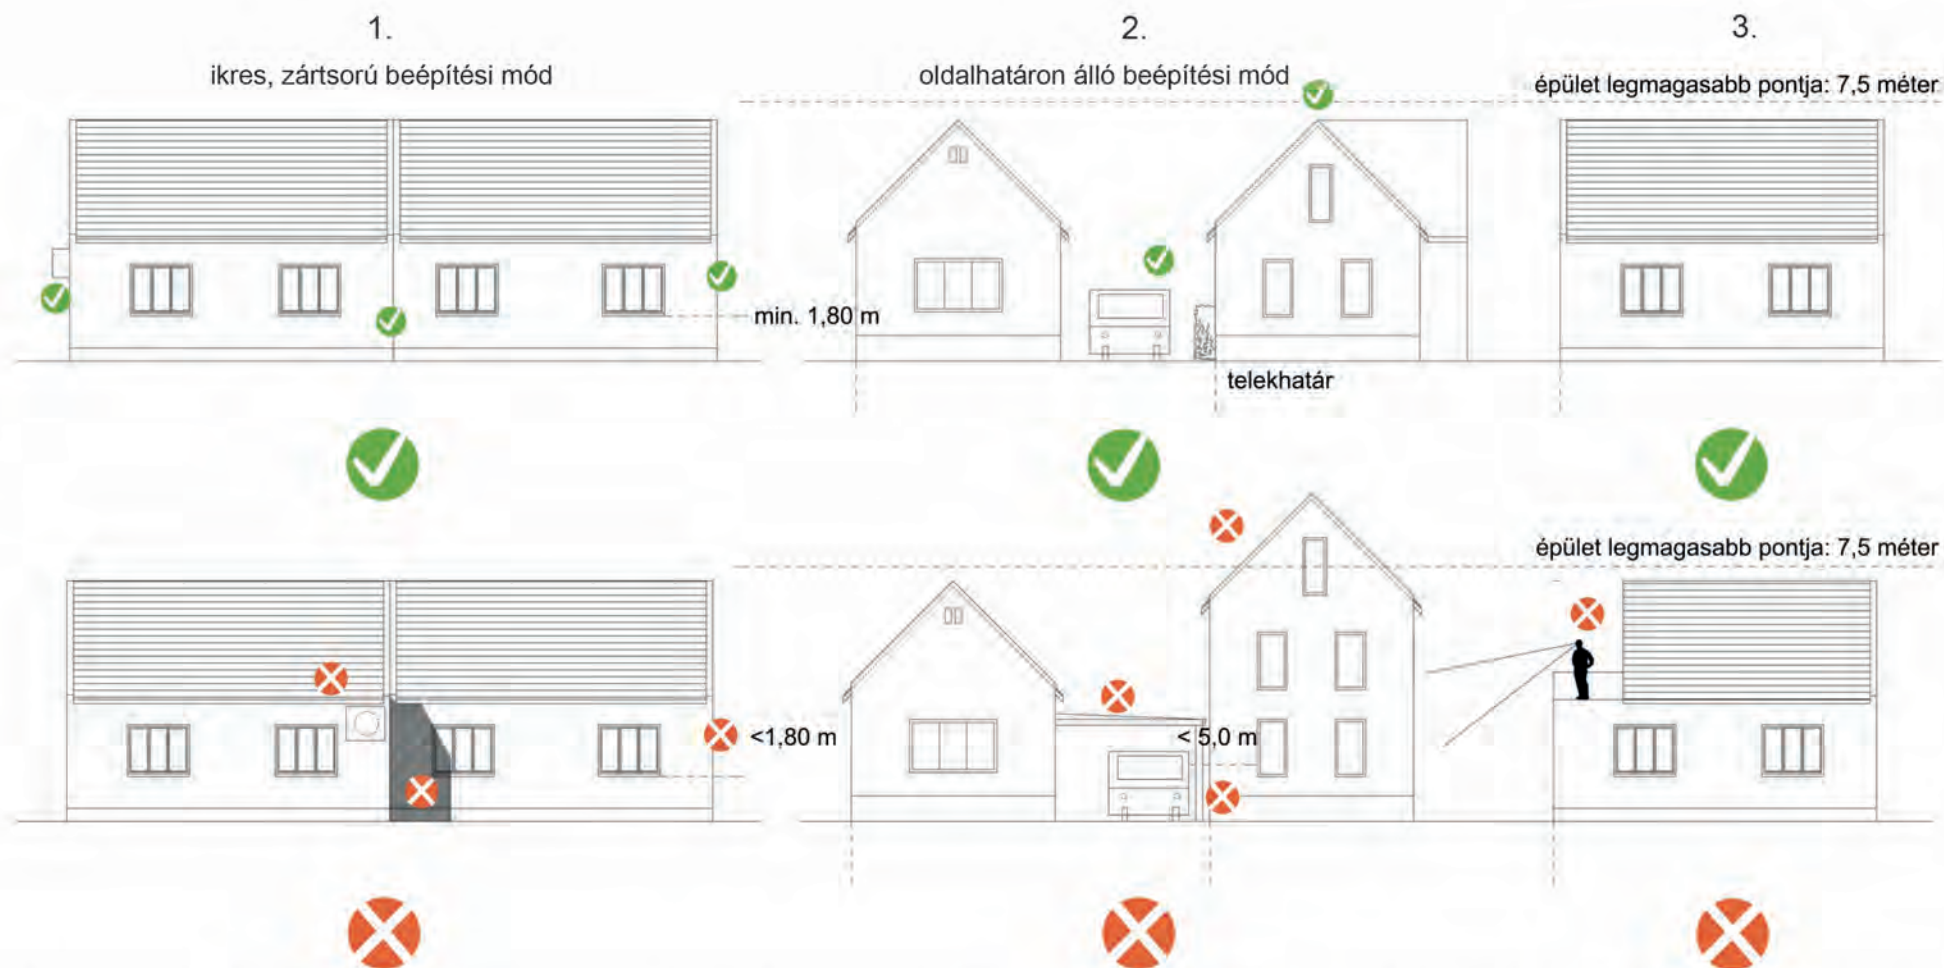 1.
ikres, zártsorú beépítési mód
2.
oldalhatáron álló beépítési mód
3.
épület legmagasabb pontja: 7,5 méter
min. 1,80 m
telekhatár
épület legmagasabb pontja: 7,5 méter
<1,80 m
< 5,0 m